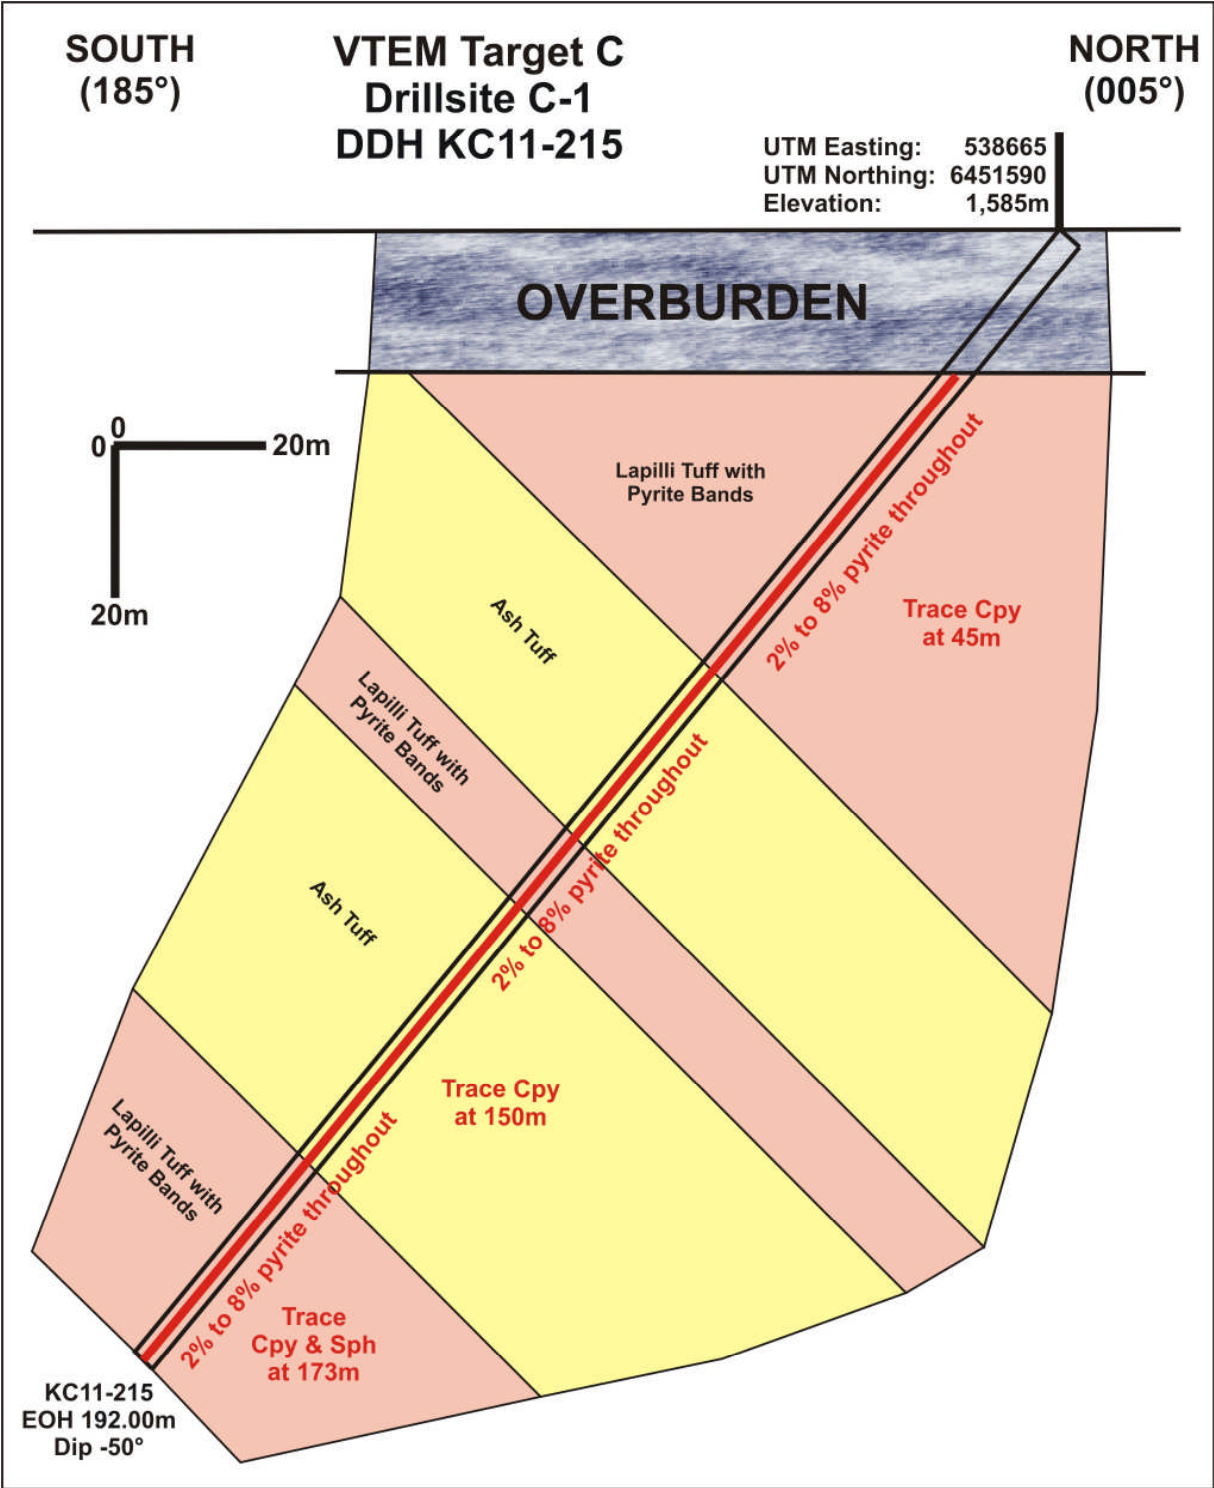 SOUTH
(185°)
VTEM Target C
Drillsite C-1
DDH KC11-215
NORTH
(005°)
UTM Easting: 538665
UTM Northing: 6451590
Elevation: 1,585m
OVERBURDEN
0
0
20m
20m
Lapilli Tuff with
Pyrite Bands
2% to 8% pyrite throughout
Trace Cpy
at 45m
Ash Tuff
Lapilli Tuff with
Pyrite Bands
2% to 8% pyrite throughout
Ash Tuff
Trace Cpy
at 150m
Lapilli Tuff with
Pyrite Bands
2% to 8% pyrite throughout
Trace
Cpy & Sph
at 173m
KC11-215
EOH 192.00m
Dip -50°